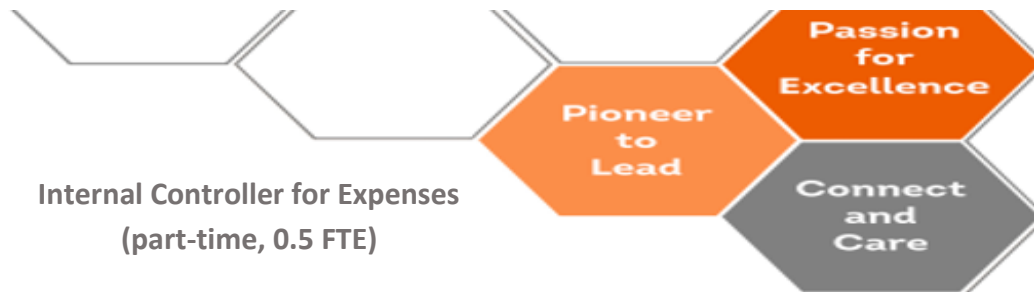 Passion
for
Excellence
Pioneer
to
Lead
Connect
and
Care
Internal Controller for Expenses
(part-time, 0.5 FTE)